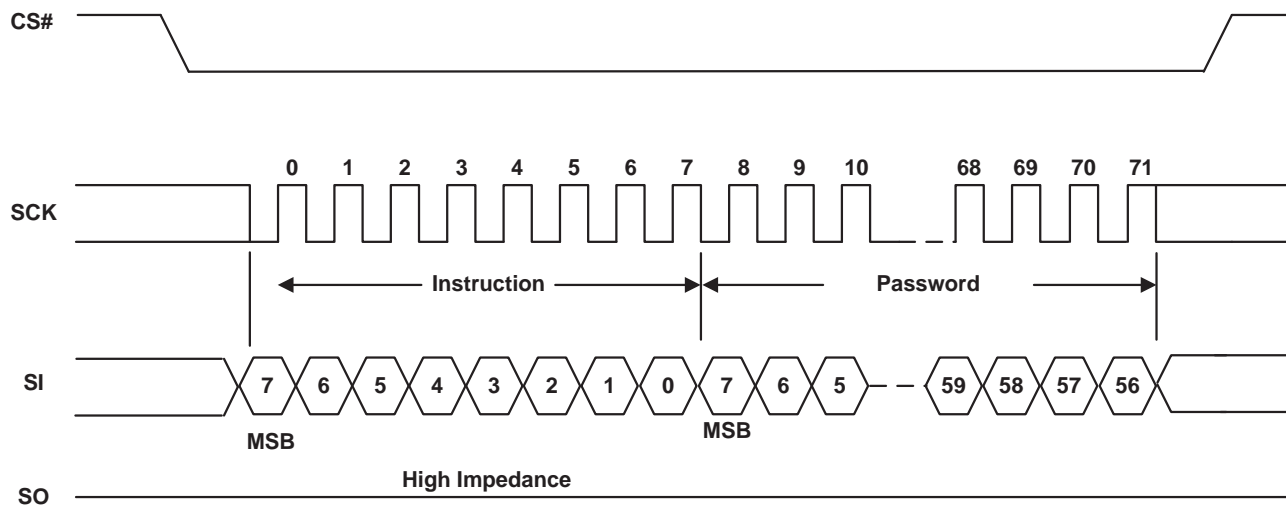 CS#
0 1 2 3 4 5 6 7 8 9 10 68 69 70 71
SCK
Instruction Password
SI 7 6 5 4 3 2 1 0 7 6 5 59 58 57 56
MSB MSB
High Impedance
SO